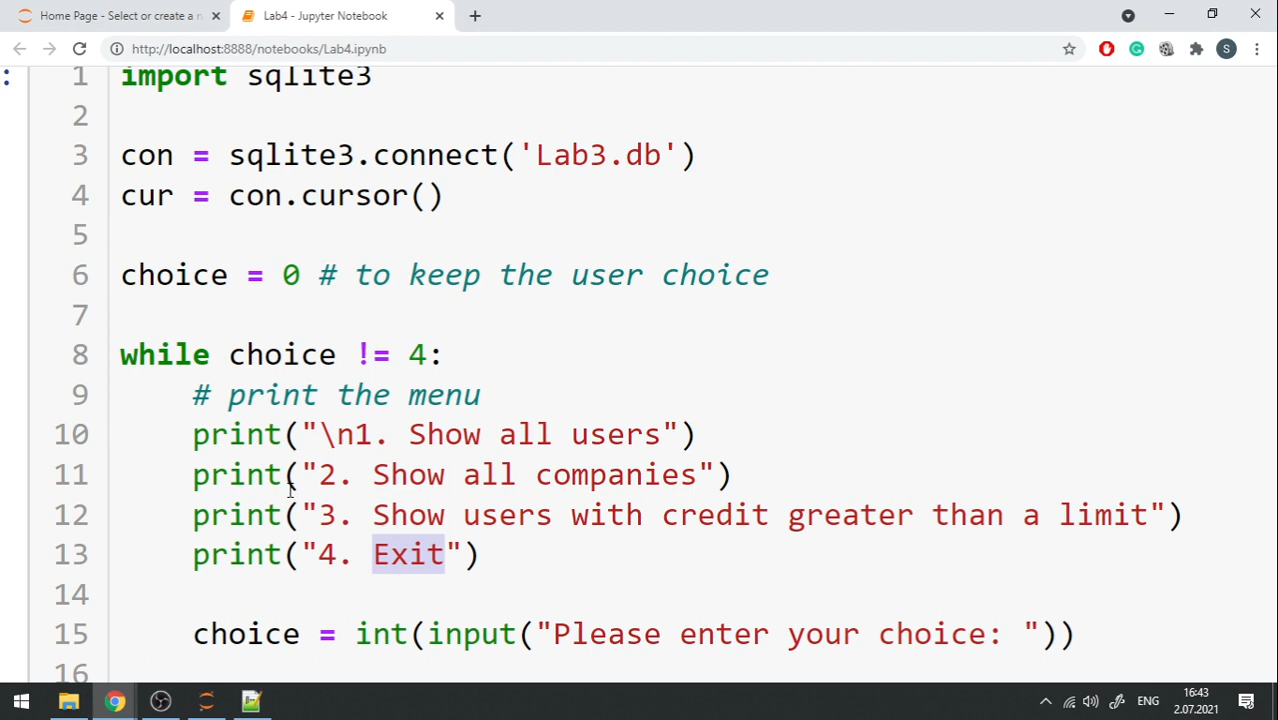 Home Page - Select or create a n
Lab4 - Jupyter Notebook
http://localhost:8888/notebooks/Lab4.ipynb
S
: 1 import sqlite3
2
3 con = sqlite3.connect('Lab3.db')
4 cur = con.cursor()
5
6 choice = 0 # to keep the user choice
7
8 while choice != 4:
9 # print the menu
10 print("\n1. Show all users")
11 print("2. Show all companies")
12 print("3. Show users with credit greater than a limit")
13 print("4. Exit")
14
15 choice = int(input("Please enter your choice: "))
16
ENG
16:43
2.07.2021